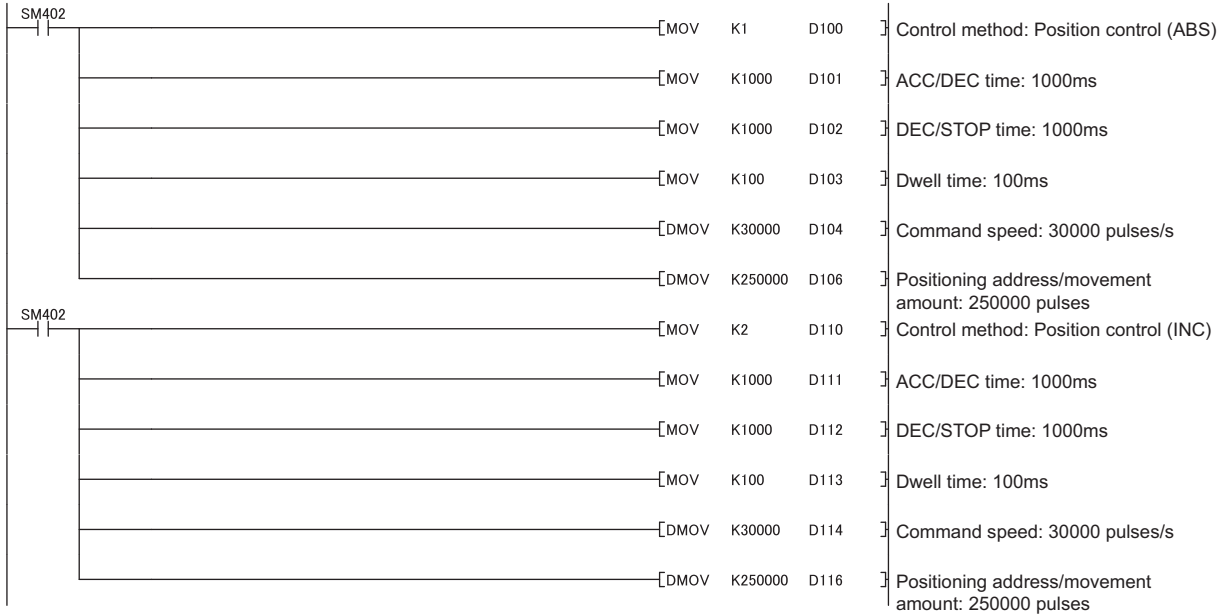 SM402
MOV K1 D100 Control method: Position control (ABS)
MOV K1000 D101 ACC/DEC time: 1000ms
MOV K1000 D102 DEC/STOP time: 1000ms
MOV K100 D103 Dwell time: 100ms
DMOV K30000 D104 Command speed: 30000 pulses/s
DMOV K250000 D106 Positioning address/movement
amount: 250000 pulses
SM402
MOV K2 D110 Control method: Position control (INC)
MOV K1000 D111 ACC/DEC time: 1000ms
MOV K1000 D112 DEC/STOP time: 1000ms
MOV K100 D113 Dwell time: 100ms
DMOV K30000 D114 Command speed: 30000 pulses/s
DMOV K250000 D116 Positioning address/movement
amount: 250000 pulses